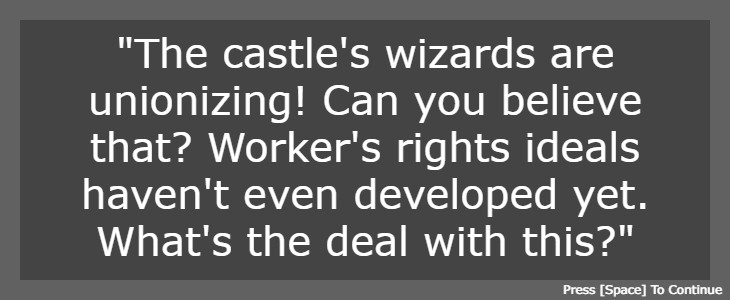 "The castle's wizards are
unionizing! Can you believe
that? Worker's rights ideals
haven't even developed yet.
What's the deal with this?"
Press [Space] To Continue